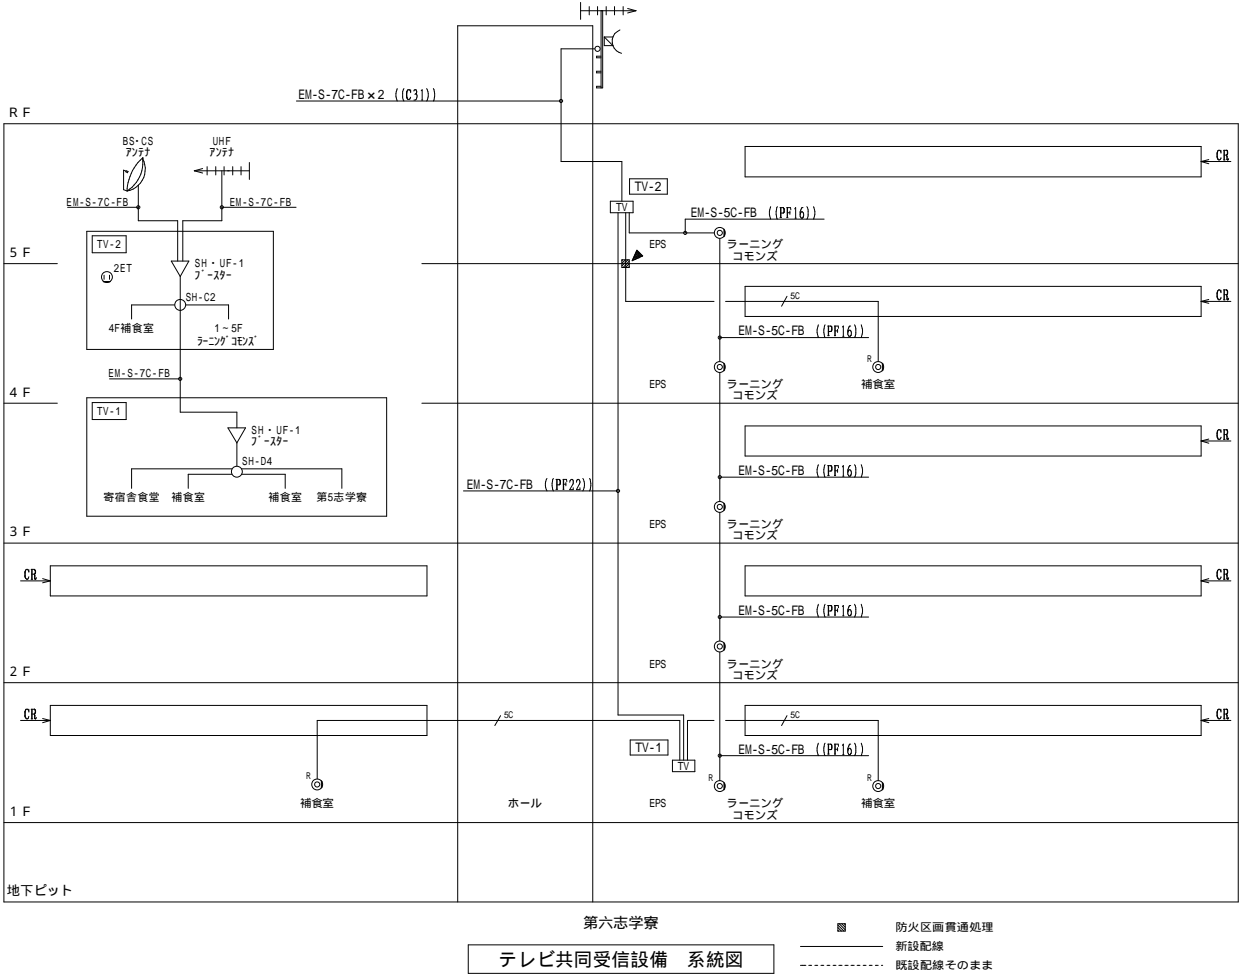 EM-S-7C-FB×2 ((C31))
RF
BS・CS
アンテナ
UHF
アンテナ
CR
TV-2
EM-S-7C-FB
EM-S-7C-FB
TV
EM-S-5C-FB ((PF16))
TV-2
EPS
ラーニング
コモンズ
5F
2ET
SH・UF-1
ブースター
SH-C2
CR
5C
4F補食室
1~5F
ラーニングコモンズ
EM-S-5C-FB ((PF16))
R
EM-S-7C-FB
EPS
ラーニング
コモンズ
補食室
4F
TV-1
SH・UF-1
ブースター
CR
SH-D4
EM-S-5C-FB ((PF16))
EM-S-7C-FB ((PF22))
寄宿舎食堂
補食室
補食室
第5志学寮
EPS
ラーニング
コモンズ
3F
CR
CR
EM-S-5C-FB ((PF16))
EPS
ラーニング
コモンズ
2F
CR
5C
5C
CR
TV-1
EM-S-5C-FB ((PF16))
TV
R
R
R
補食室
ホール
EPS
ラーニング
コモンズ
補食室
1F
地下ピット
第六志学寮
テレビ共同受信設備 系統図
防火区画貫通処理
新設配線
既設配線そのまま